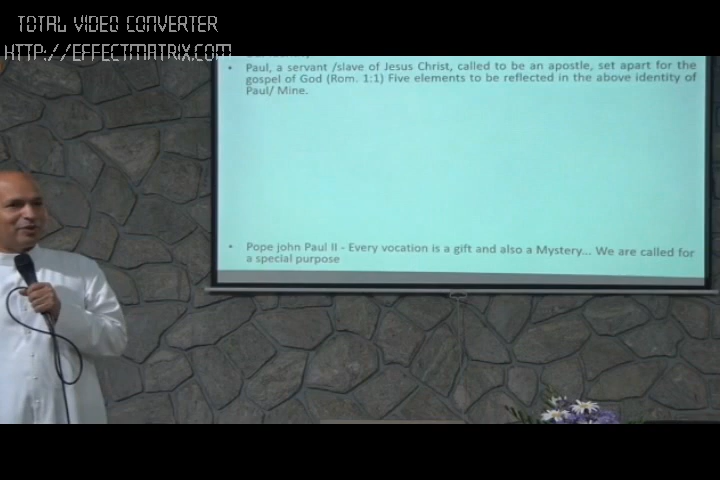 TOTAL VIDEO CONVERTER
HTTP://EFFECTMATRIX.COM
• Paul, a servant /slave of Jesus Christ, called to be an apostle, set apart for the
gospel of God (Rom. 1:1) Five elements to be reflected in the above identity of
Paul/ Mine.
• Pope john Paul II - Every vocation is a gift and also a Mystery... We are called for
a special purpose